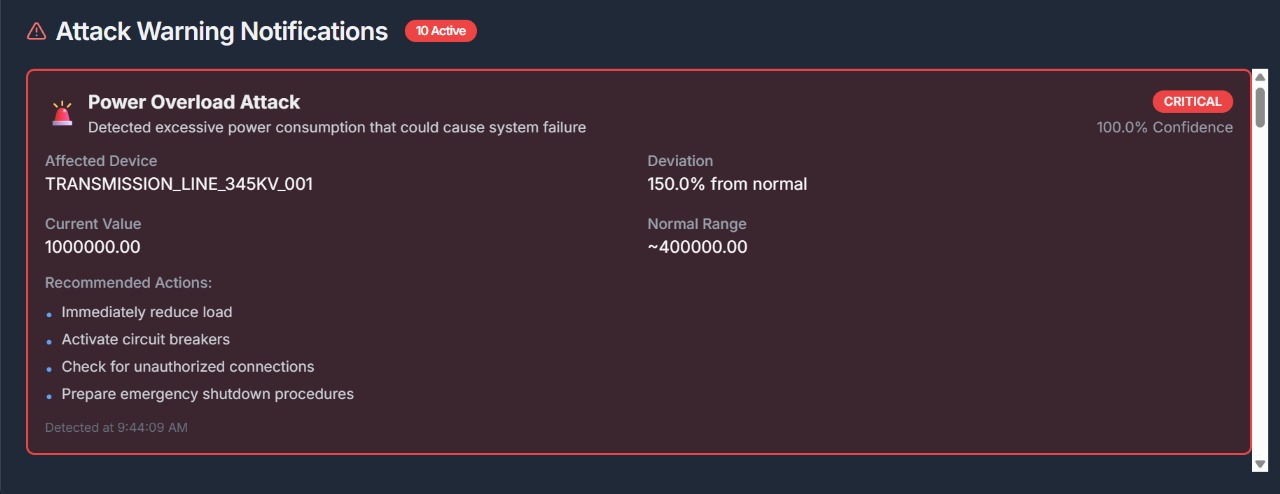 Attack Warning Notifications 10 Active
Power Overload Attack CRITICAL
Detected excessive power consumption that could cause system failure 100.0% Confidence
Affected Device Deviation
TRANSMISSION_LINE_345KV_001 150.0% from normal
Current Value Normal Range
1000000.00 ~400000.00
Recommended Actions:
• Immediately reduce load
• Activate circuit breakers
• Check for unauthorized connections
• Prepare emergency shutdown procedures
Detected at 9:44:09 AM